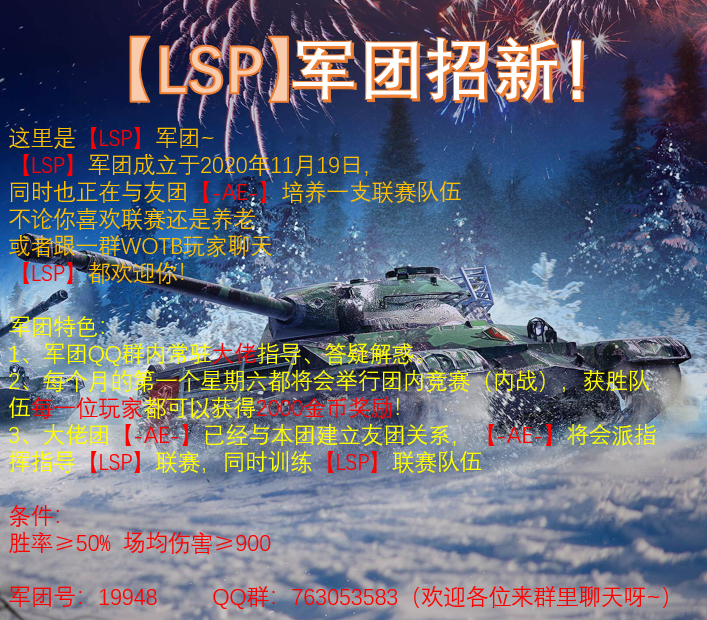 【LSP】军团招新！
这里是【LSP】军团~
【LSP】军团成立于2020年11月19日，
同时也正在与友团【-AE-】培养一支联赛队伍
不论你喜欢联赛还是养老
或者跟一群WOTB玩家聊天
【LSP】都欢迎你！
军团特色：
1、军团QQ群内常驻大佬指导、答疑解惑。
2、每个月的第一个星期六都将会举行团内竞赛（内战），获胜队
伍每一位玩家都可以获得2000金币奖励！
3、大佬团【-AE-】已经与本团建立友团关系，【-AE-】将会派指
挥指导【LSP】联赛，同时训练【LSP】联赛队伍
条件：
胜率≥50% 场均伤害≥900
军团号：19948 QQ群：763053583（欢迎各位来群里聊天呀~）